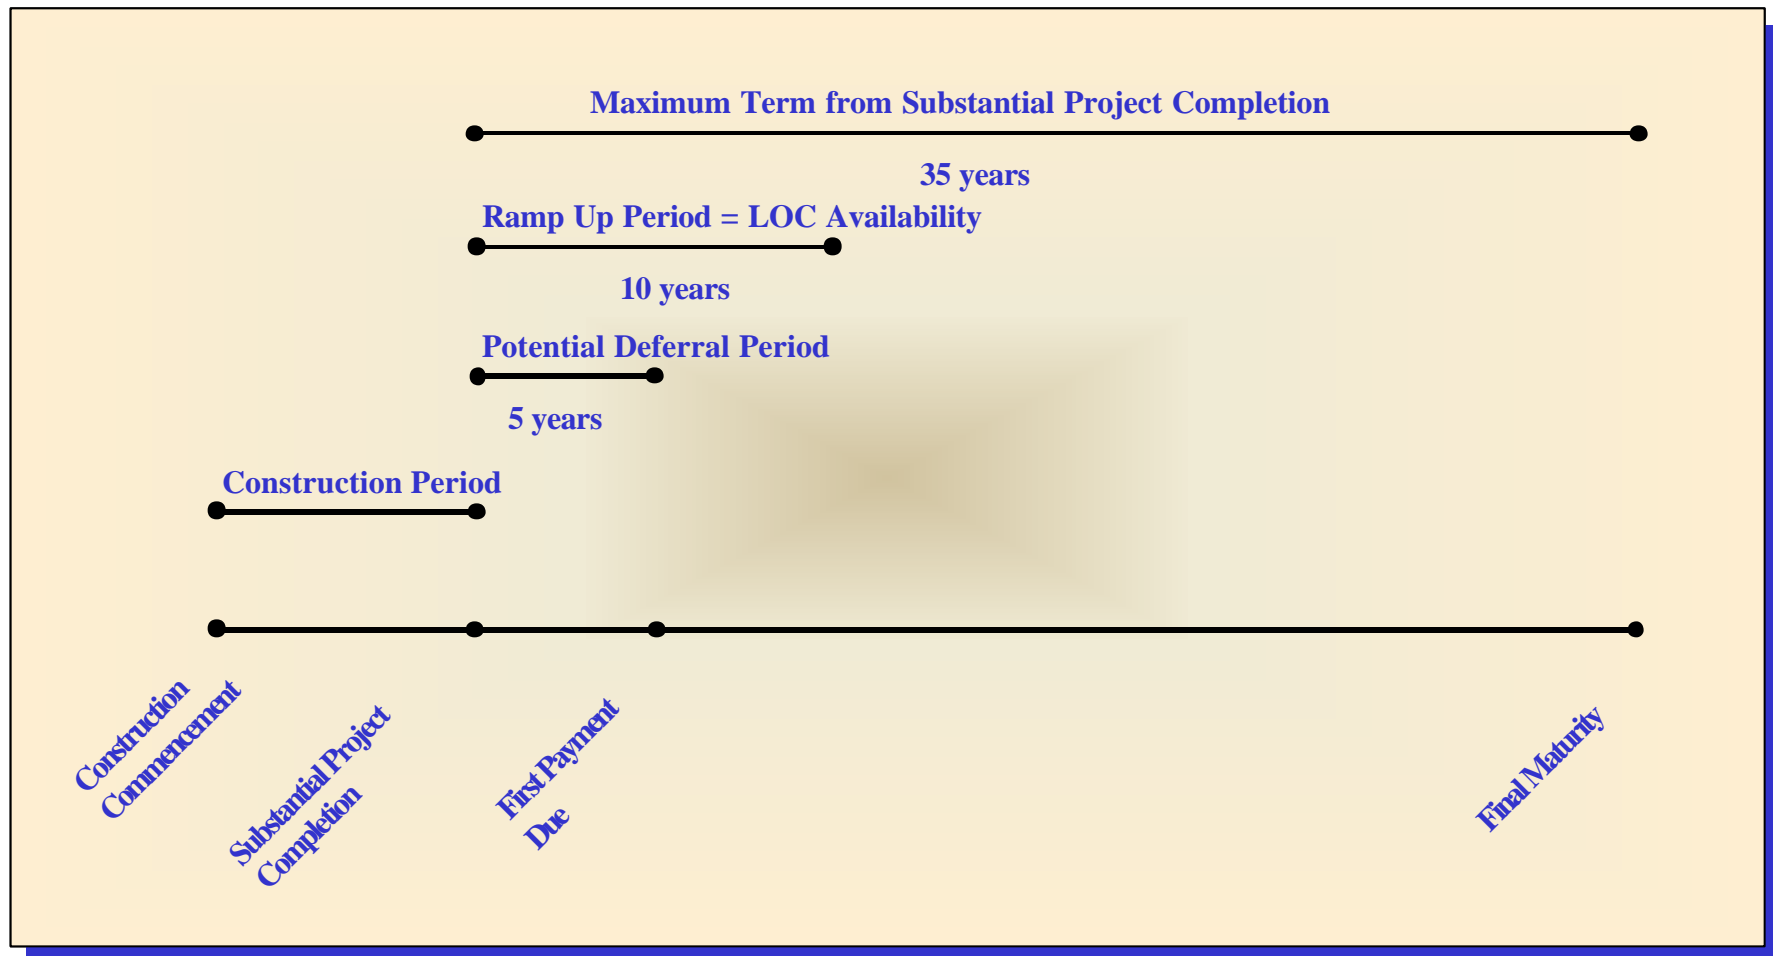 Maximum Term from Substantial Project Completion
35 years
Ramp Up Period = LOC Availability
10 years
Potential Deferral Period
5 years
Construction Period
Construction
Commencement
Substantial Project
Completion
First Payment
Due
Final Maturity